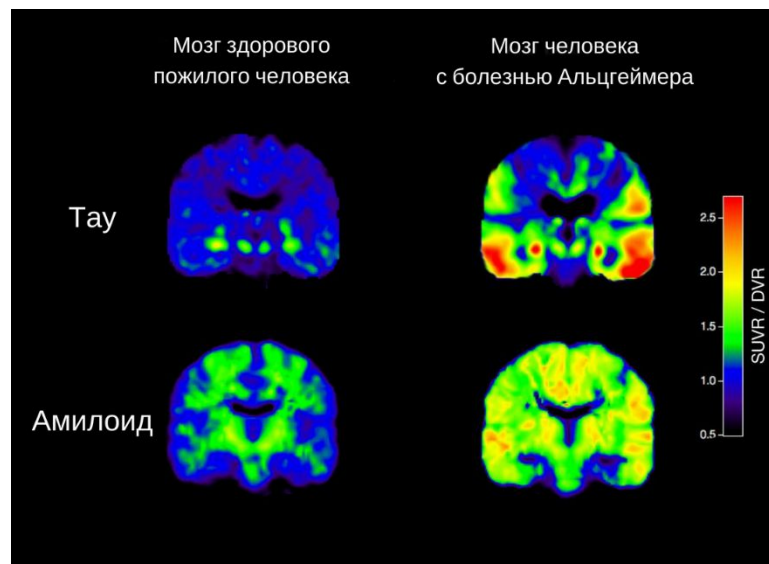 Мозг здорового
пожилого человека
Мозг человека
с болезнью Альцгеймера
Тау
Амилоид
2.5
2.0
1.5
1.0
0.5
SUVR / DVR